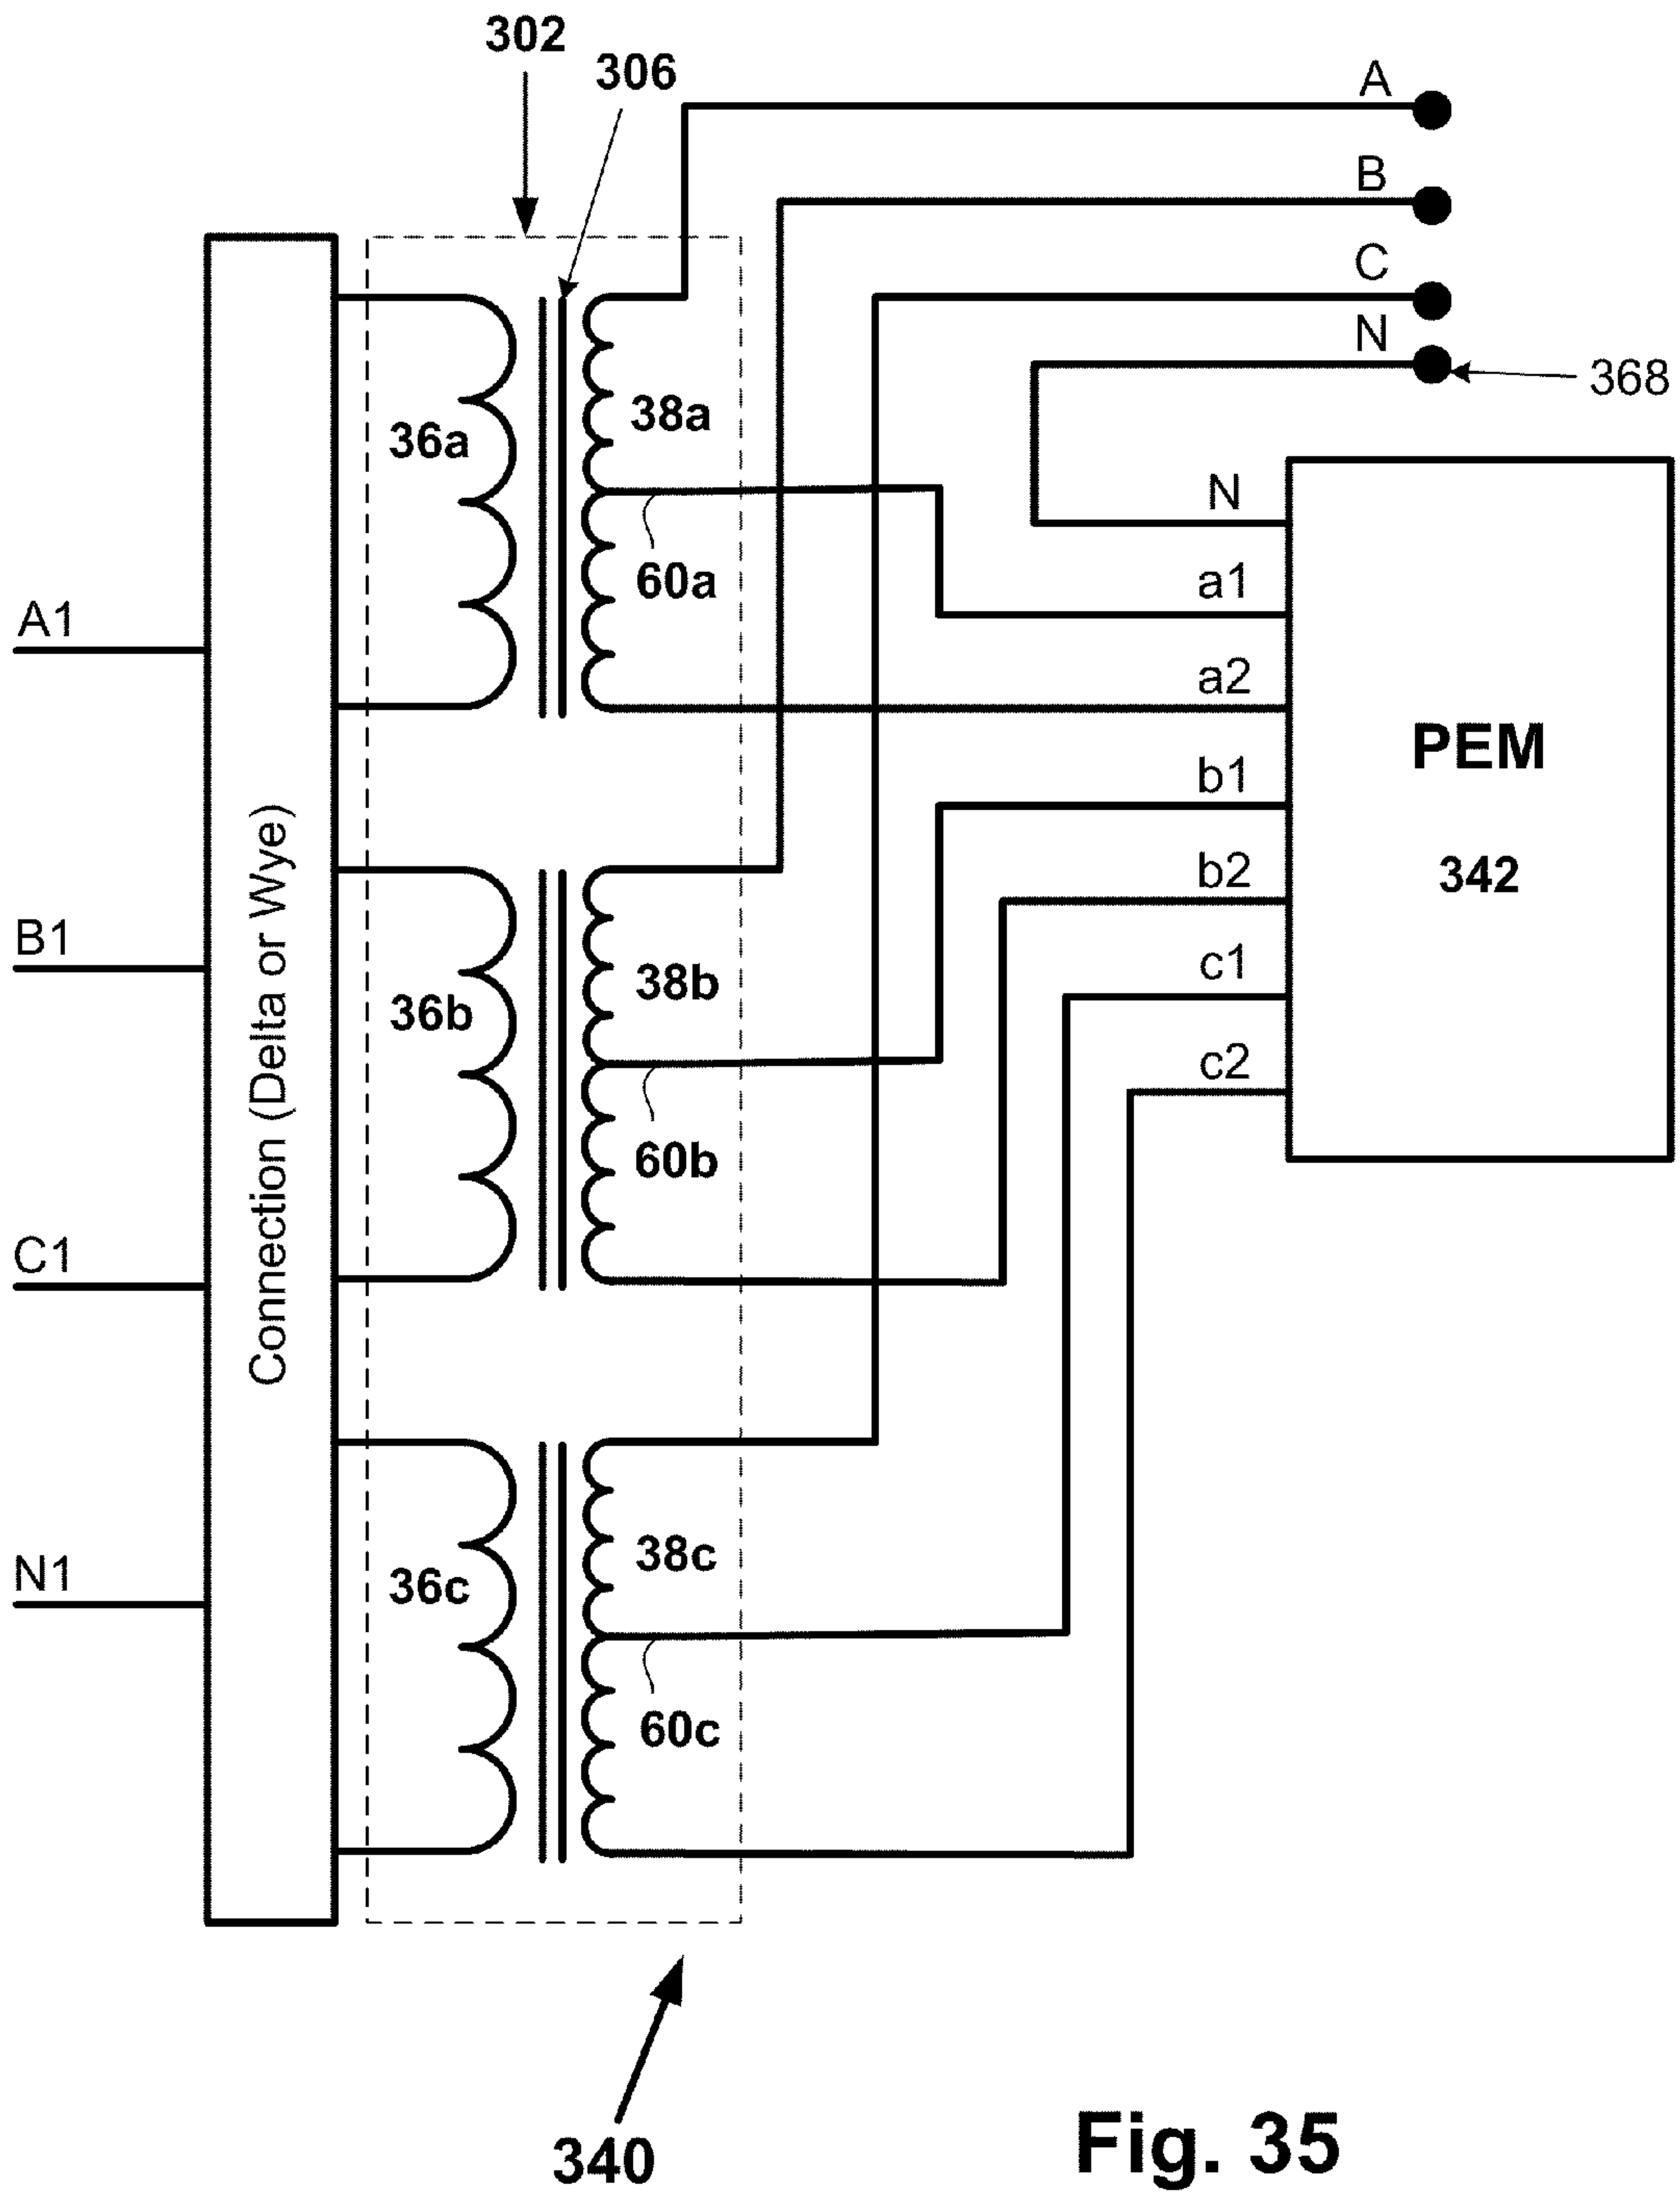 302
306
A
B
C
N
368
36a
38a
N
60a
a1
A1
a2
PEM
b1
342
b2
B1
38b
36b
c1
c2
60b
Connection (Delta or Wye)
C1
38c
36c
N1
60c
340
Fig. 35